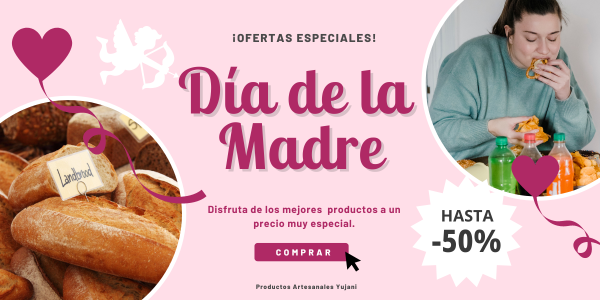 ¡OFERTAS ESPECIALES!
Día de la
Madre
Landbrood
Disfruta de los mejores productos a un
precio muy especial.
COMPRAR
HASTA
-50%
Productos Artesanales Yujani